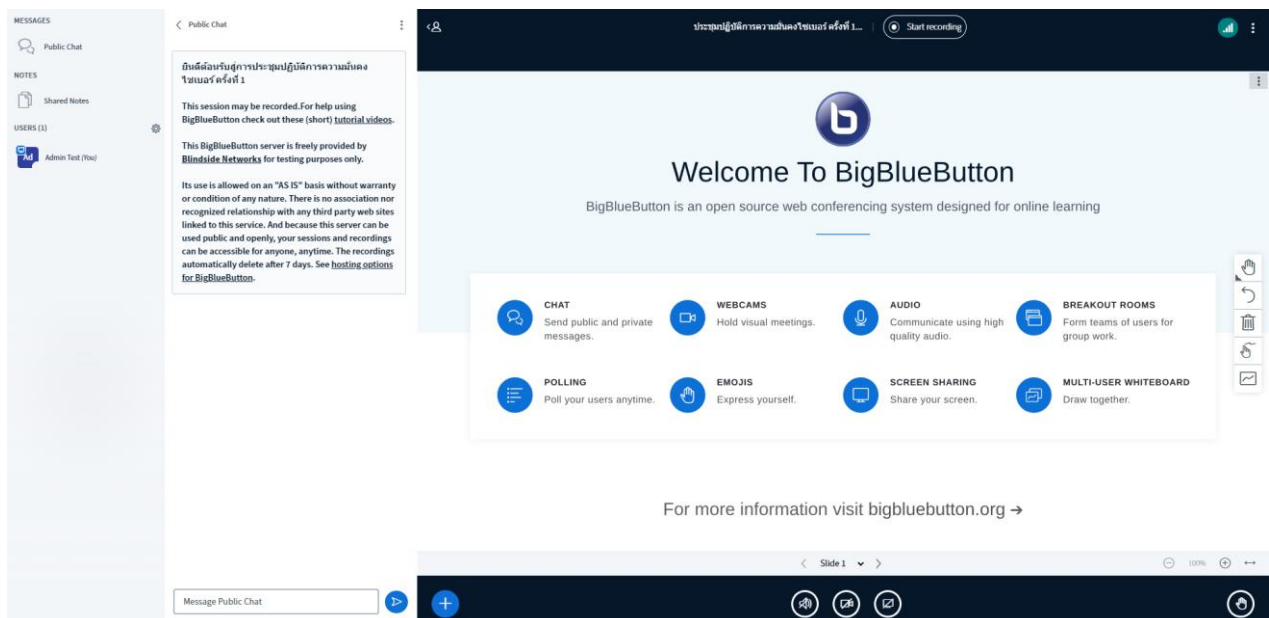 MESSAGES
Public Chat
NOTES
Shared Notes
USERS (1)
Ad
Admin Test (You)
Public Chat
ยินดีต้อนรับสู่การประชุมปฏิบัติการความมั่นคง
ไซเบอร์ ครั้งที่ 1
This session may be recorded.For help using
BigBlueButton check out these (short) tutorial videos.
This BigBlueButton server is freely provided by
Blindside Networks for testing purposes only.
Its use is allowed on an "AS IS" basis without warranty
or condition of any nature. There is no association nor
recognized relationship with any third party web sites
linked to this service. And because this server can be
used public and openly, your sessions and recordings
can be accessible for anyone, anytime. The recordings
automatically delete after 7 days. See hosting options
for BigBlueButton.
Message Public Chat
ประชุมปฏิบัติการความมั่นคงไซเบอร์ ครั้งที่ 1...
Start recording
b
Welcome To BigBlueButton
BigBlueButton is an open source web conferencing system designed for online learning
CHAT
Send public and private
messages.
WEBCAMS
Hold visual meetings.
AUDIO
Communicate using high
quality audio.
BREAKOUT ROOMS
Form teams of users for
group work.
POLLING
Poll your users anytime.
EMOJIS
Express yourself.
SCREEN SHARING
Share your screen.
MULTI-USER WHITEBOARD
Draw together.
For more information visit bigbluebutton.org →
Slide 1
100%